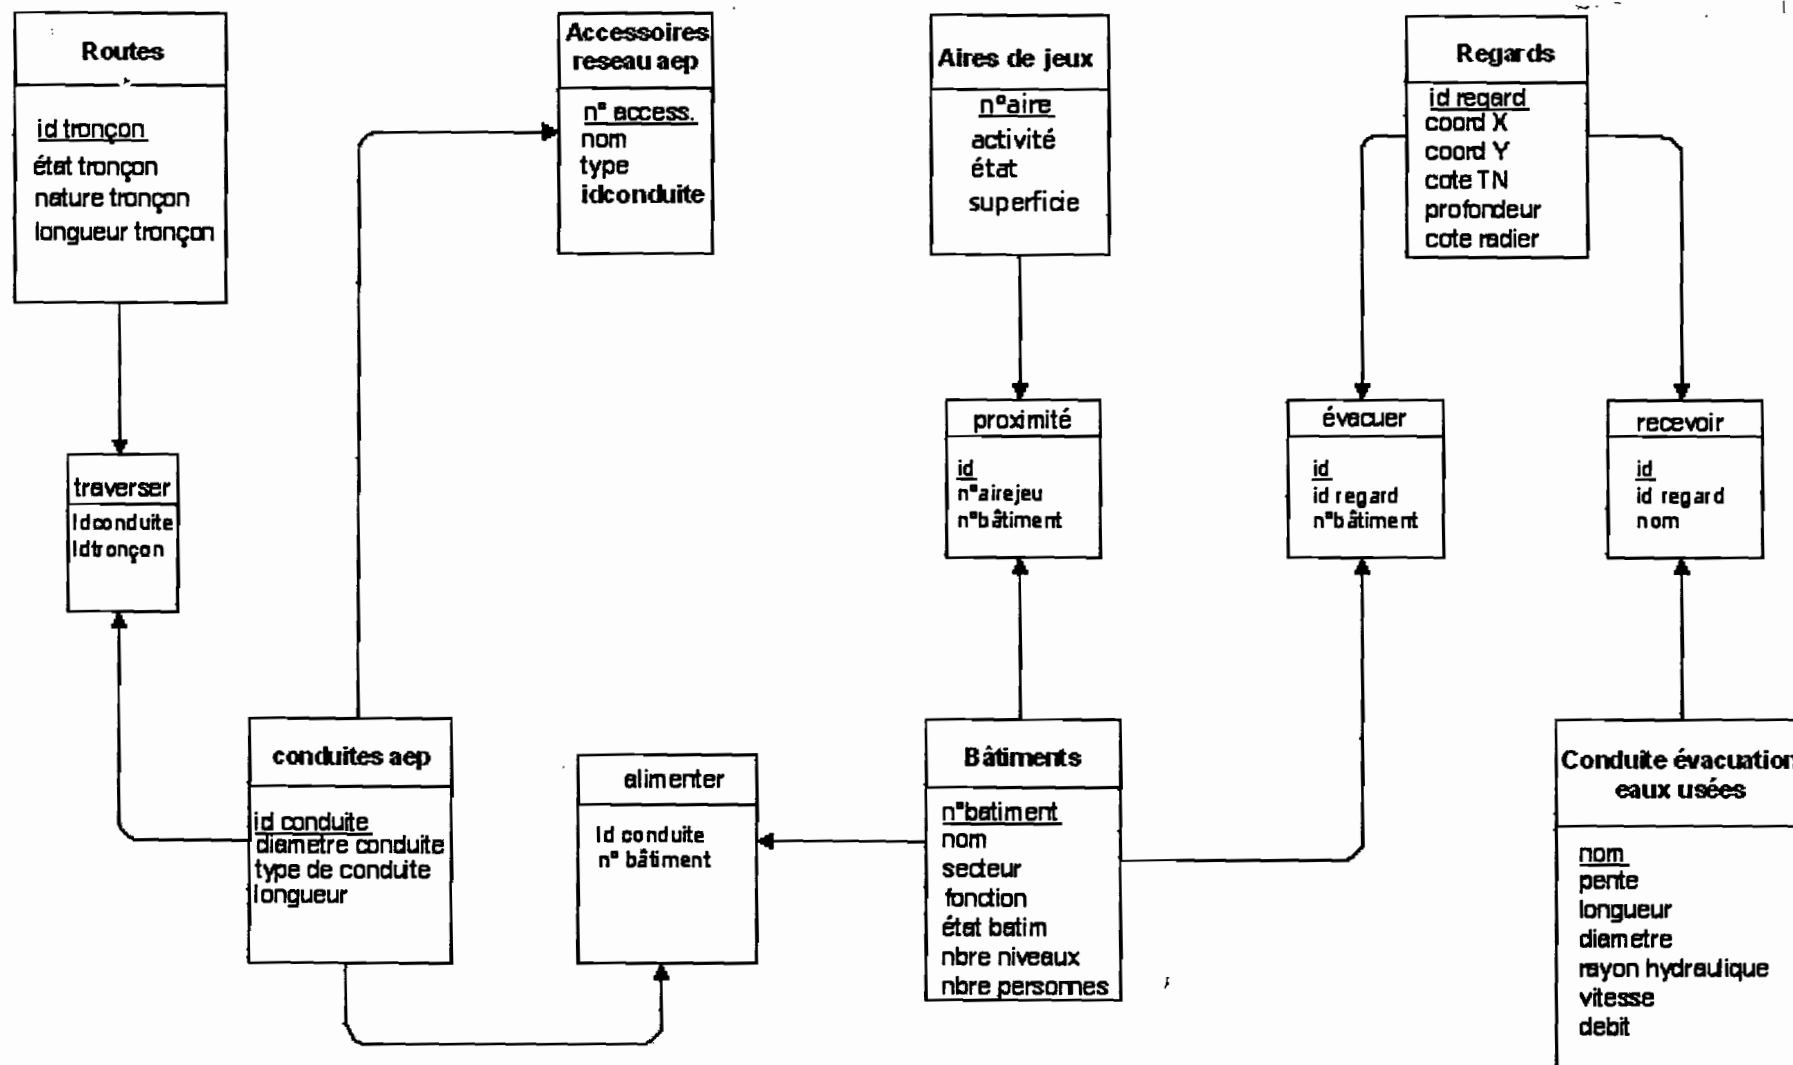 Routes
id tronçon
état tronçon
nature tronçon
longueur tronçon
Accessoires
reseau aep
n° access.
nom
type
idconduite
Aires de jeux
n°aire
activité
état
superficie
Regards
id regard
coord X
coord Y
cote TN
profondeur
cote radier
traverser
Idconduite
Idtronçon
proximité
id
n°airejeu
n°bâtiment
évacuer
id
id regard
n°bâtiment
recevoir
id
id regard
nom
conduites aep
id conduite
diametre conduite
type de conduite
longueur
alimenter
Id conduite
n° bâtiment
Bâtiments
n°batiment
nom
secteur
fonction
état batim
nbre niveaux
nbre personnes
Conduite évacuation
eaux usées
nom
pente
longueur
diametre
rayon hydraulique
vitesse
debit